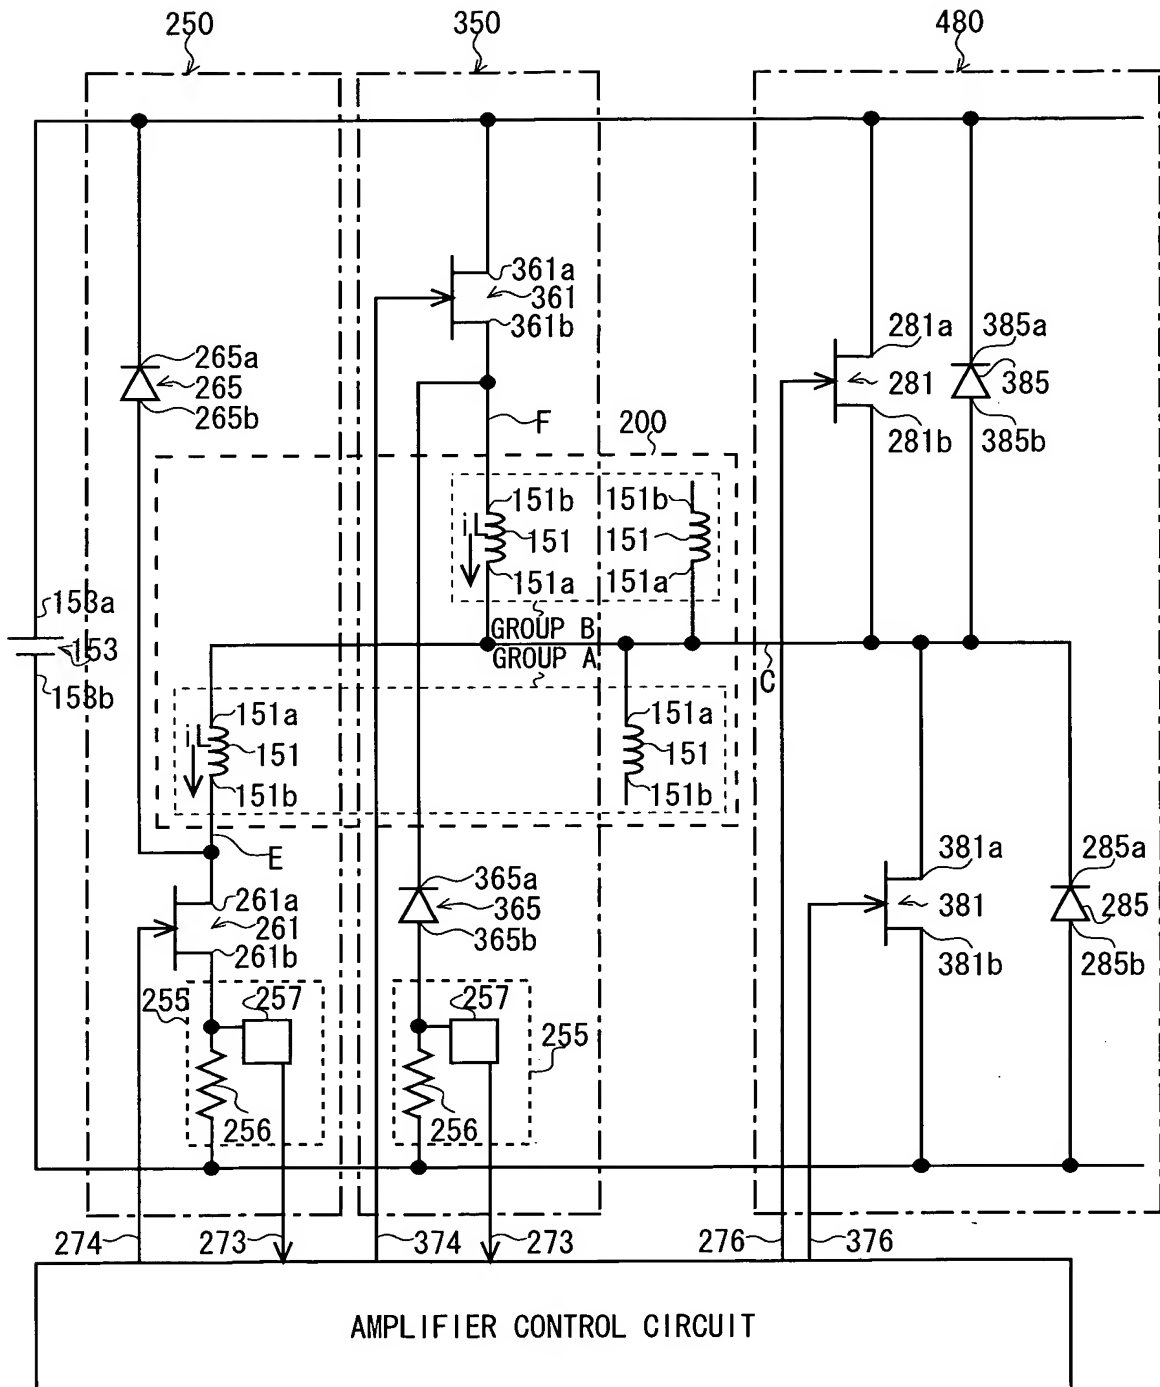 250 350 480
361a
361
361b
281a 385a
281 385
281b 385b
265a
265
265b
F 200
151b 151b
iL 151 151
151a 151a
153a
153
153b
GROUP B
GROUP A
C
151a 151a
iL 151 151
151b 151b
E
261a
261
261b
365a
365
365b
381a 285a
381 285
381b 285b
255 257 257 255
256 256
274 273 374 273 276 376
AMPLIFIER CONTROL CIRCUIT